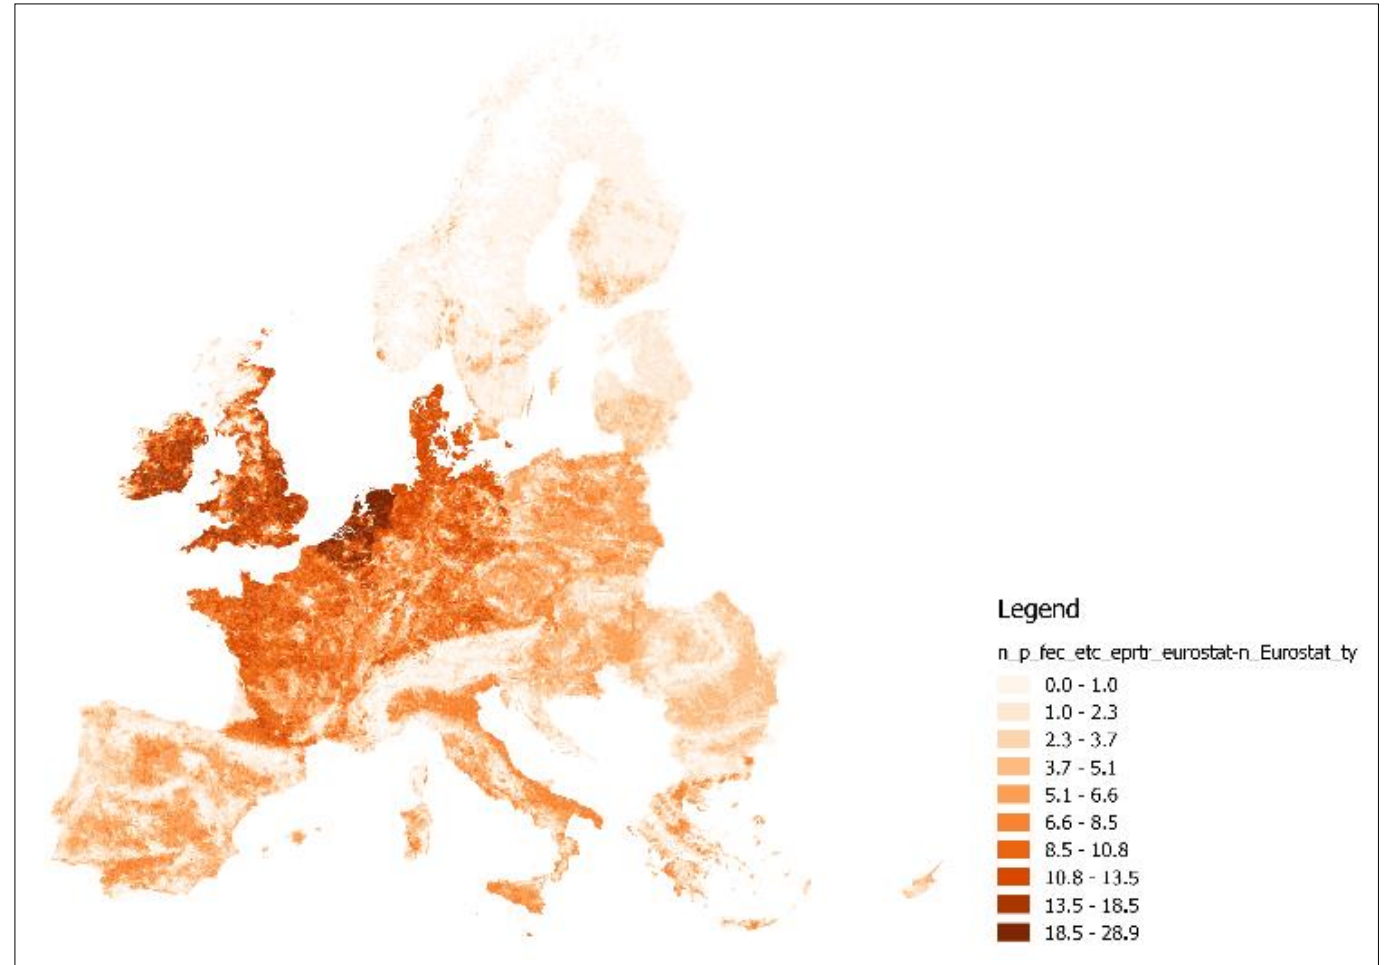 Legend
n_p_fec_etc_eprtr_eurostat-n_Eurostat_ty
0.0 - 1.0
1.0 - 2.3
2.3 - 3.7
3.7 - 5.1
5.1 - 6.6
6.6 - 8.5
8.5 - 10.8
10.8 - 13.5
13.5 - 18.5
18.5 - 28.9